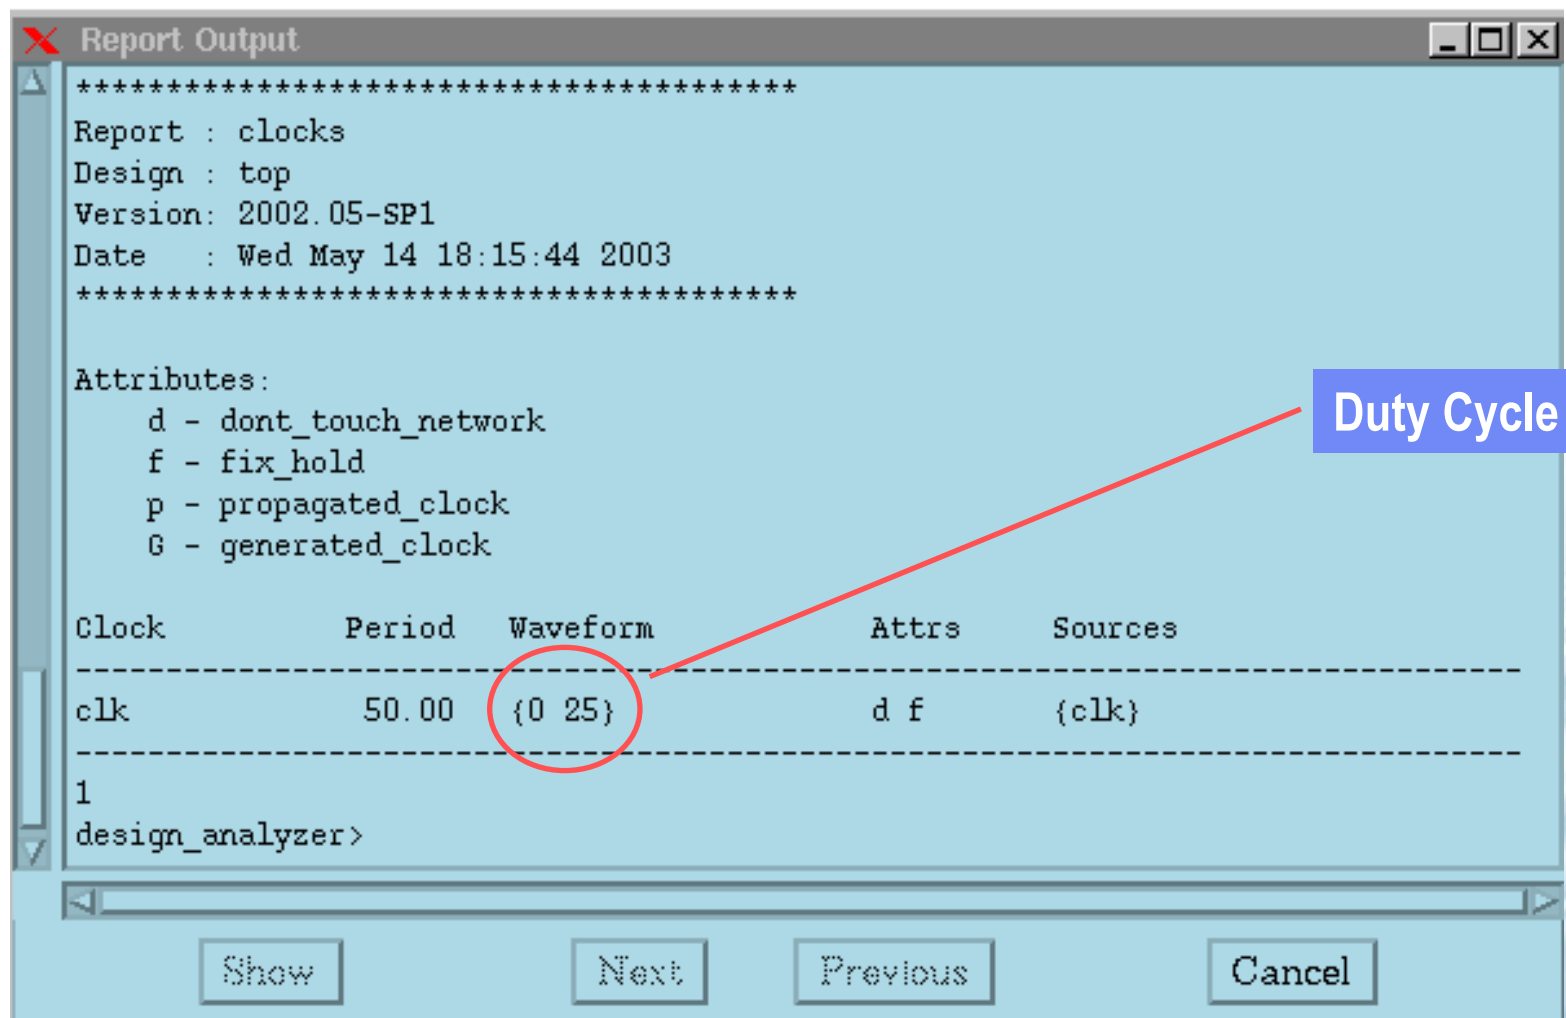 Report Output
****************************************
Report : clocks
Design : top
Version: 2002.05-SP1
Date   : Wed May 14 18:15:44 2003
****************************************
Attributes:
    d - dont_touch_network
    f - fix_hold
    p - propagated_clock
    G - generated_clock
Duty Cycle
Clock          Period   Waveform            Attrs     Sources
--------------------------------------------------------------------------------
clk             50.00   {0 25}              d f       {clk}
--------------------------------------------------------------------------------
1
design_analyzer>
Show Next Previous Cancel